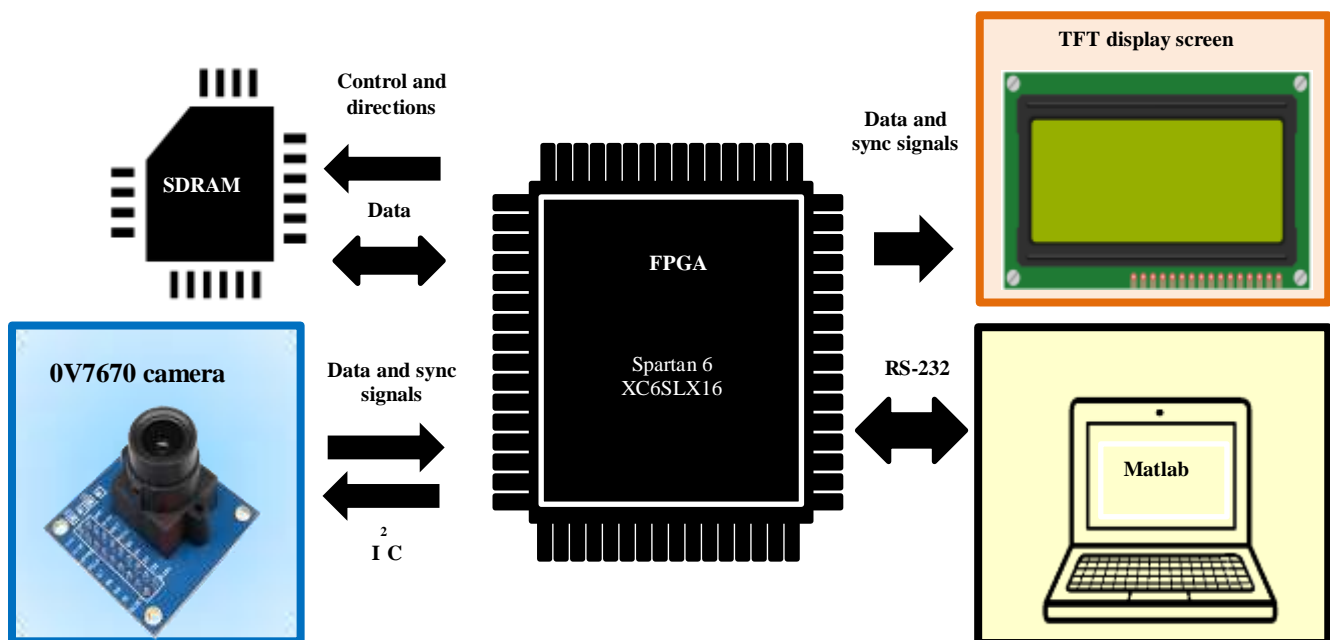 TFT display screen
Control and
directions
Data and
sync signals
SDRAM
Data
FPGA
0V7670 camera
Data and sync
signals
Spartan 6
XC6SLX16
RS-232
Matlab
I²C